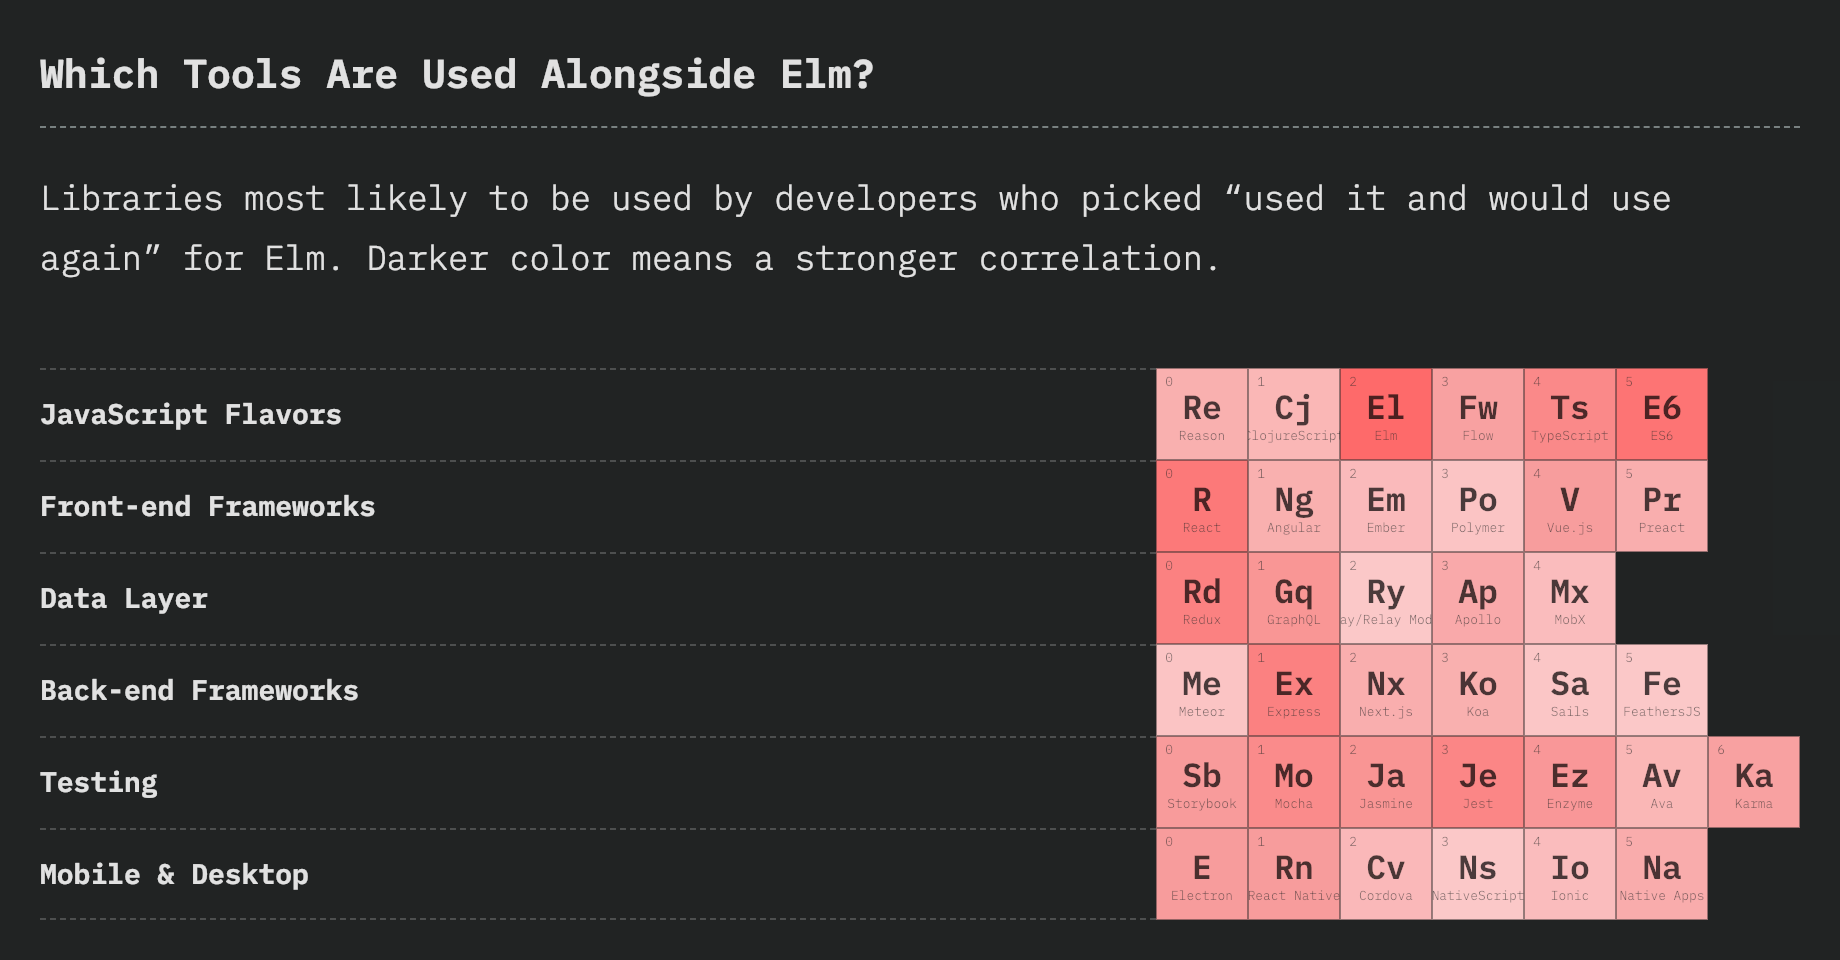 Which Tools Are Used Alongside Elm?
Libraries most likely to be used by developers who picked “used it and would use
again” for Elm. Darker color means a stronger correlation.
JavaScript Flavors
0 1 2 3 4 5
Re Cj El Fw Ts E6
Reason ClojureScript Elm Flow TypeScript ES6
Front-end Frameworks
0 1 2 3 4 5
R Ng Em Po V Pr
React Angular Ember Polymer Vue.js Preact
Data Layer
0 1 2 3 4
Rd Gq Ry Ap Mx
Redux GraphQL ay/Relay Mod Apollo MobX
Back-end Frameworks
0 1 2 3 4 5
Me Ex Nx Ko Sa Fe
Meteor Express Next.js Koa Sails FeathersJS
Testing
0 1 2 3 4 5 6
Sb Mo Ja Je Ez Av Ka
Storybook Mocha Jasmine Jest Enzyme Ava Karma
Mobile & Desktop
0 1 2 3 4 5
E Rn Cv Ns Io Na
Electron React Native Cordova NativeScript Ionic Native Apps